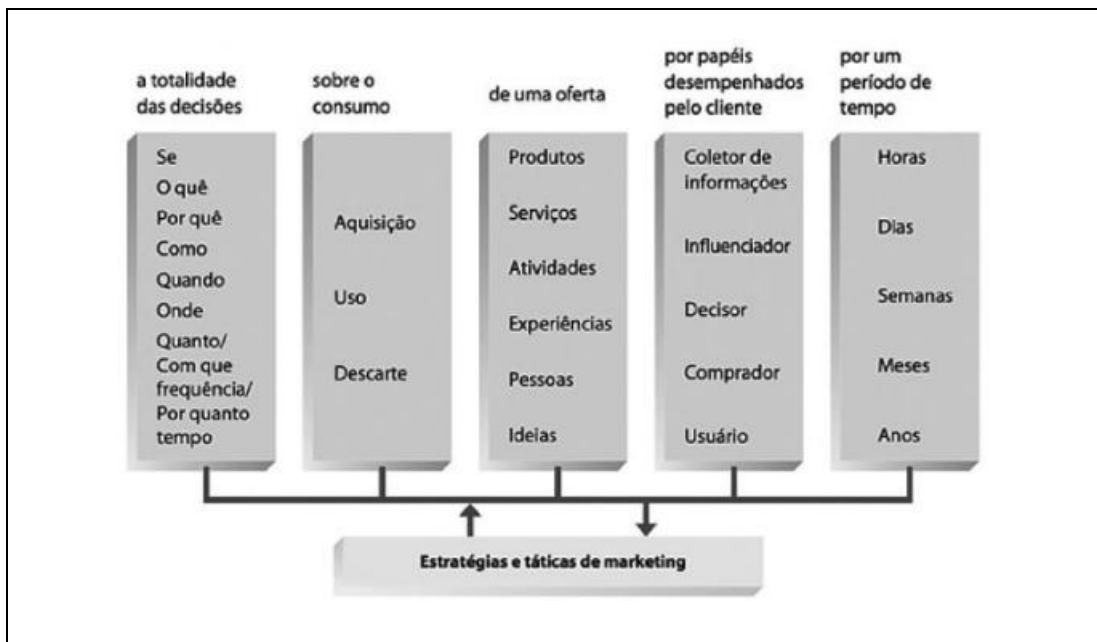 a totalidade
das decisões
Se
O quê
Por quê
Como
Quando
Onde
Quanto/
Com que
frequência/
Por quanto
tempo
sobre o
consumo
Aquisição
Uso
Descarte
de uma oferta
Produtos
Serviços
Atividades
Experiências
Pessoas
Ideias
por papéis
desempenhados
pelo cliente
Coletor de
informações
Influenciador
Decisor
Comprador
Usuário
por um
período de
tempo
Horas
Dias
Semanas
Meses
Anos
Estratégias e táticas de marketing